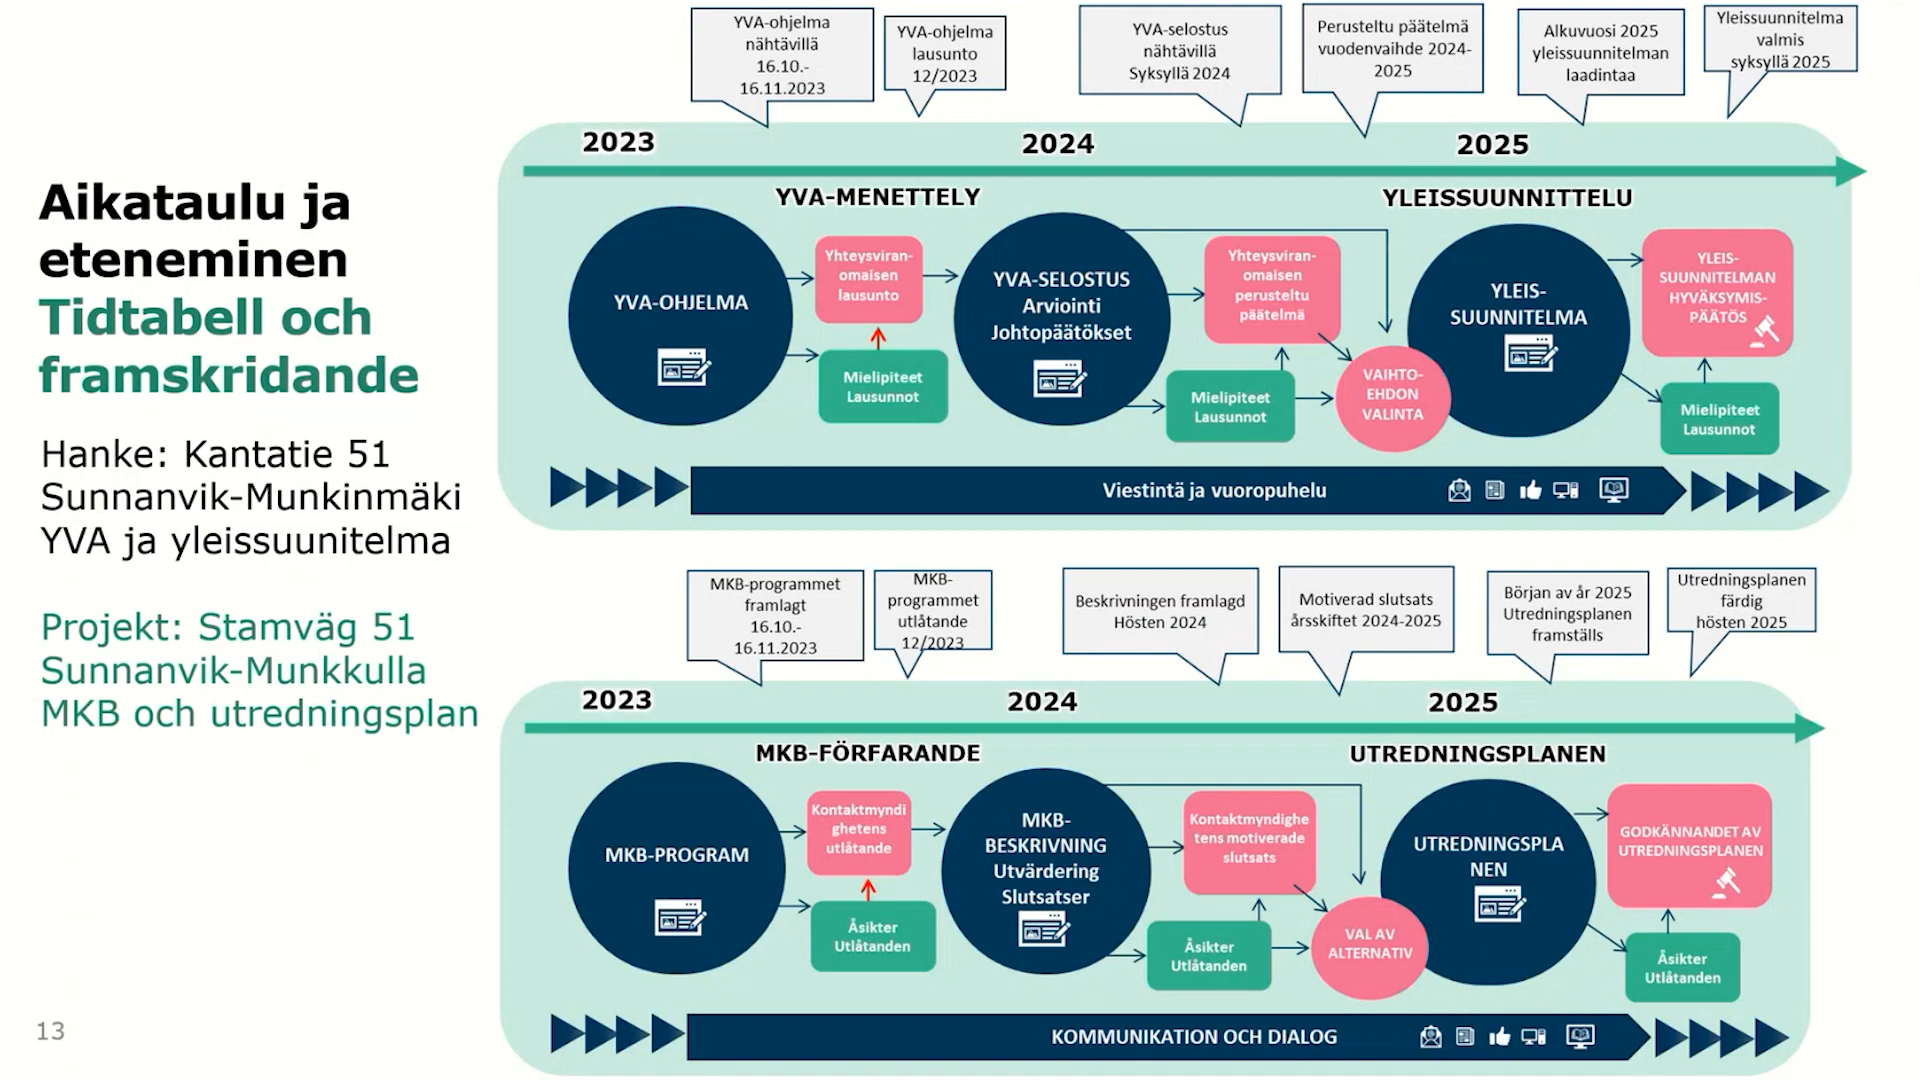 Aikataulu ja
eteneminen
Tidtabell och
framskridande
Hanke: Kantatie 51
Sunnanvik-Munkinmäki
YVA ja yleissuunitelma
Projekt: Stamväg 51
Sunnanvik-Munkkulla
MKB och utredningsplan
13
YVA-ohjelma
nähtävillä
16.10.-
16.11.2023
YVA-ohjelma
lausunto
12/2023
YVA-selostus
nähtävillä
Syksyllä 2024
Perusteltu päätelmä
vuodenvaihde 2024-
2025
Alkuvuosi 2025
yleissuunnitelman
laadintaa
Yleissuunnitelma
valmis
syksyllä 2025
2023
2024
2025
YVA-MENETTELY
YLEISSUUNNITTELU
YVA-OHJELMA
Yhteysviran-
omaisen
lausunto
Mielipiteet
Lausunnot
YVA-SELOSTUS
Arviointi
Johtopäätökset
Yhteysviran-
omaisen
perusteltu
päätelmä
Mielipiteet
Lausunnot
VAIHTO-
EHDON
VALINTA
YLEIS-
SUUNNITELMA
YLEIS-
SUUNNITELMAN
HYVÄKSYMIS-
PÄÄTÖS
Mielipiteet
Lausunnot
Viestintä ja vuoropuhelu
MKB-programmet
framlagt
16.10.-
16.11.2023
MKB-
programmet
utlåtande
12/2023
Beskrivningen framlagd
Hösten 2024
Motiverad slutsats
årsskiftet 2024-2025
Början av år 2025
Utredningsplanen
framställs
Utredningsplanen
färdig
hösten 2025
2023
2024
2025
MKB-FÖRFARANDE
UTREDNINGSPLANEN
MKB-PROGRAM
Kontaktmyndi
ghetens
utlåtande
Åsikter
Utlåtanden
MKB-
BESKRIVNING
Utvärdering
Slutsatser
Kontaktmyndighe
tens motiverade
slutsats
Åsikter
Utlåtanden
VAL AV
ALTERNATIV
UTREDNINGSPLA
NEN
GODKÄNNANDET AV
UTREDNINGSPLANEN
Åsikter
Utlåtanden
KOMMUNIKATION OCH DIALOG